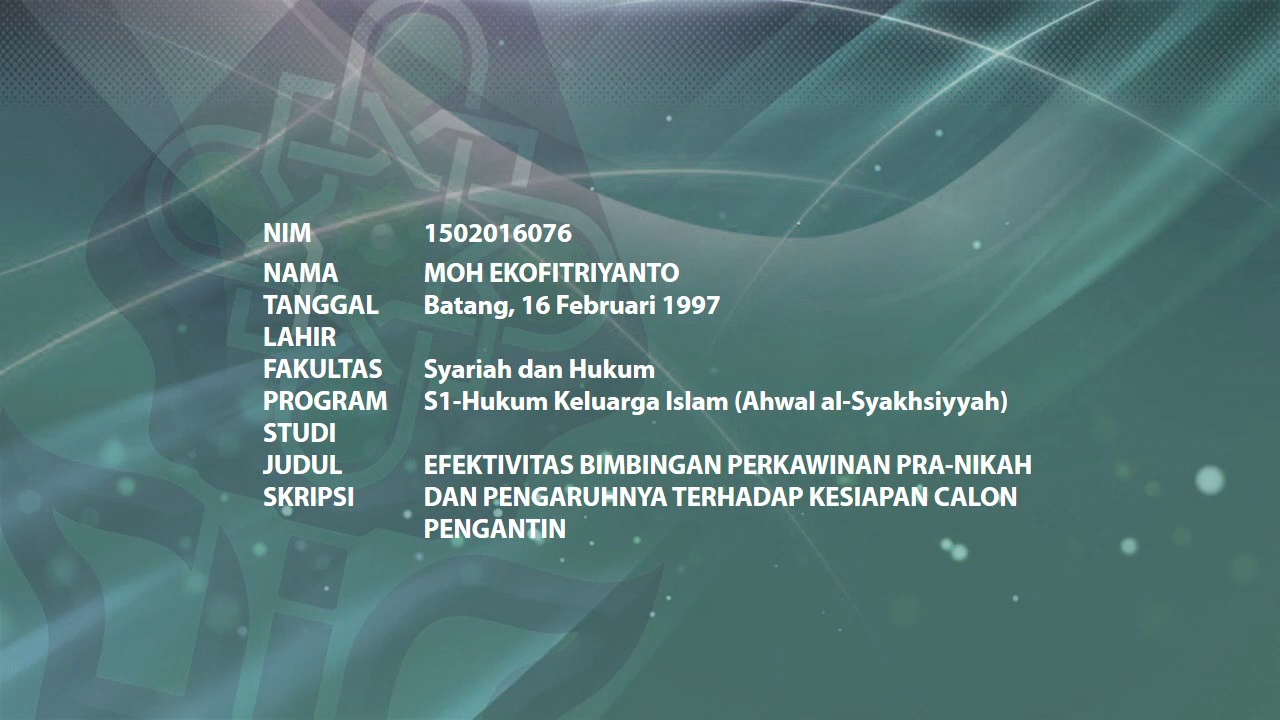 NIM 1502016076
NAMA MOH EKOFITRIYANTO
TANGGAL LAHIR Batang, 16 Februari 1997
FAKULTAS Syariah dan Hukum
PROGRAM STUDI S1-Hukum Keluarga Islam (Ahwal al-Syakhsiyyah)
JUDUL EFEKTIVITAS BIMBINGAN PERKAWINAN PRA-NIKAH
SKRIPSI DAN PENGARUHNYA TERHADAP KESIAPAN CALON
PENGANTIN